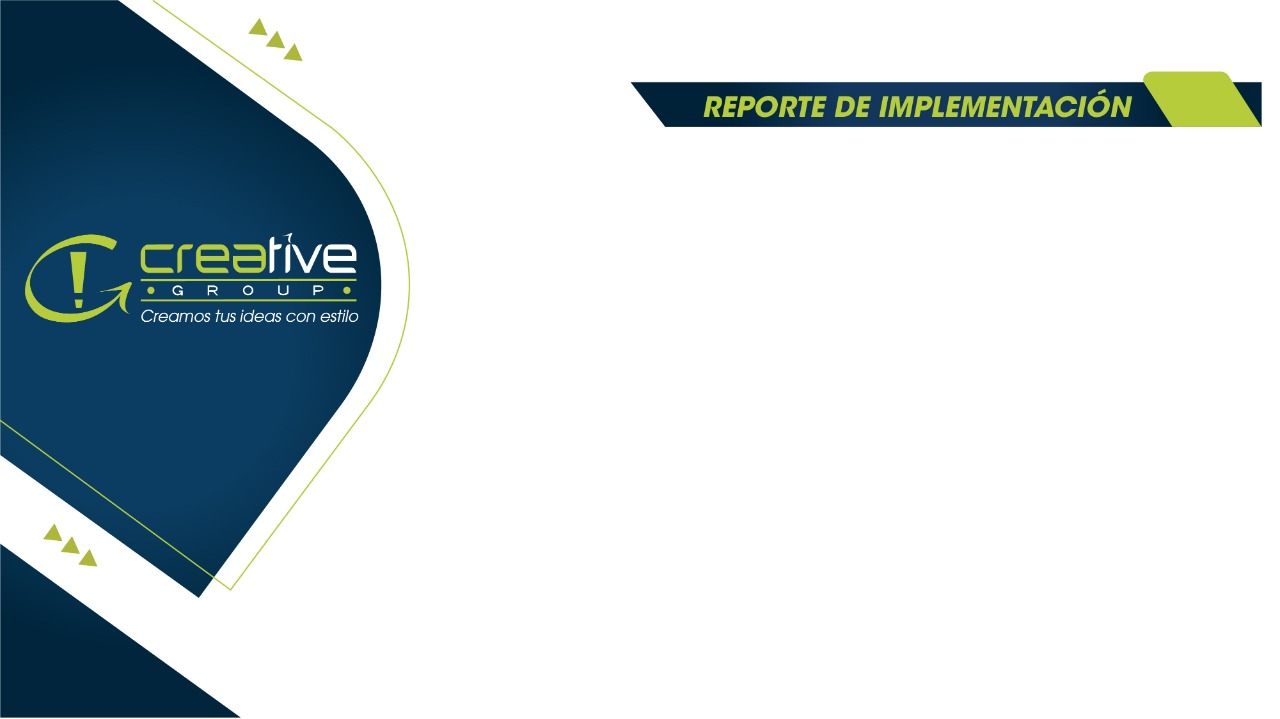 REPORTE DE IMPLEMENTACIÓN
creative
GROUP
Creamos tus ideas con estilo